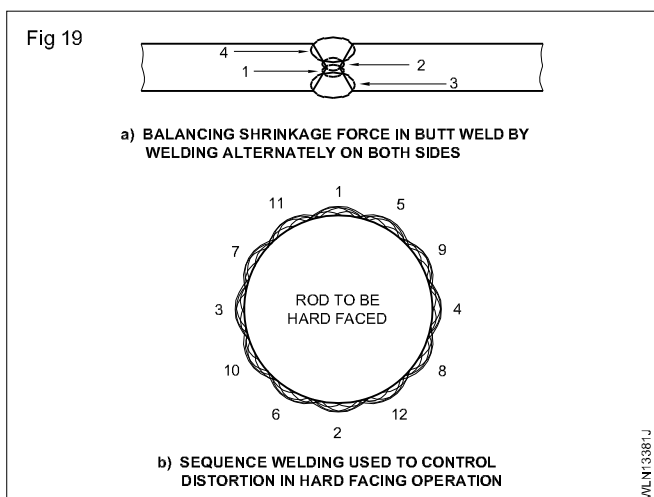 Fig 19
4
2
1
3
a) BALANCING SHRINKAGE FORCE IN BUTT WELD BY
WELDING ALTERNATELY ON BOTH SIDES
1
11
5
7
9
3
ROD TO BE
HARD FACED
4
10
8
6
12
2
b) SEQUENCE WELDING USED TO CONTROL
DISTORTION IN HARD FACING OPERATION
WLN13381J